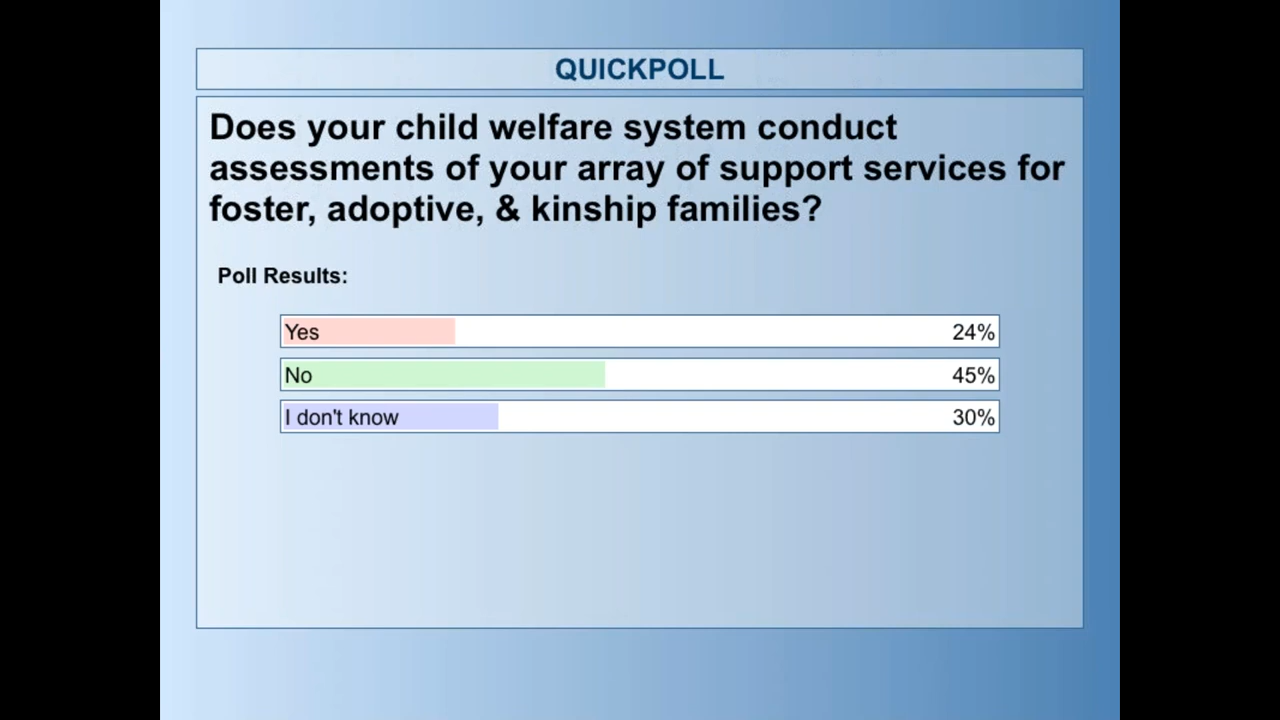 QUICKPOLL
Does your child welfare system conduct
assessments of your array of support services for
foster, adoptive, & kinship families?
Poll Results:
Yes 24%
No 45%
I don't know 30%